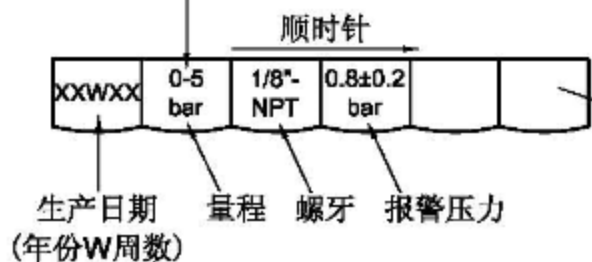 顺时针
XXWXX
0-5
bar
1/8"-
NPT
0.8±0.2
bar
生产日期
(年份W周数)
量程
螺牙
报警压力